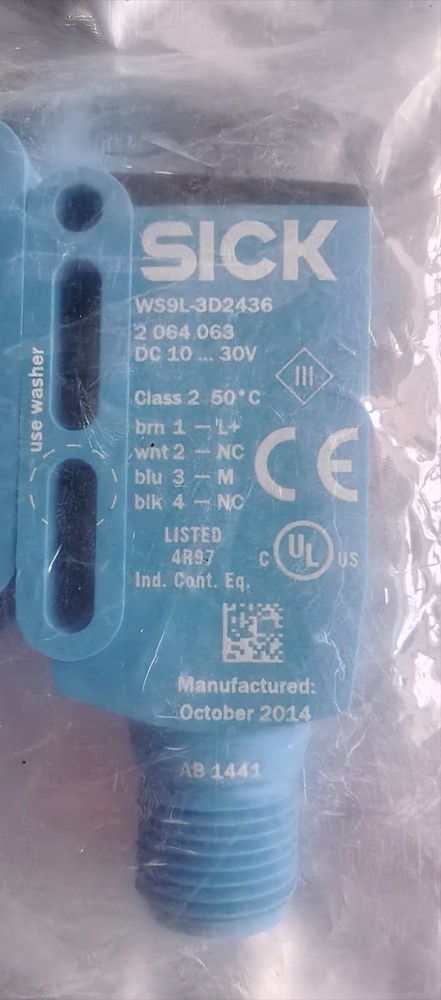 SICK
WS9L-3D2436
2 064 063
DC 10 ... 30V
III
Class 2 50°C
brn 1 — L+
wht 2 — NC
blu 3 — M
blk 4 — NC
CE
use washer
LISTED
4R97
Ind. Cont. Eq.
C UL US
Manufactured:
October 2014
AB 1441